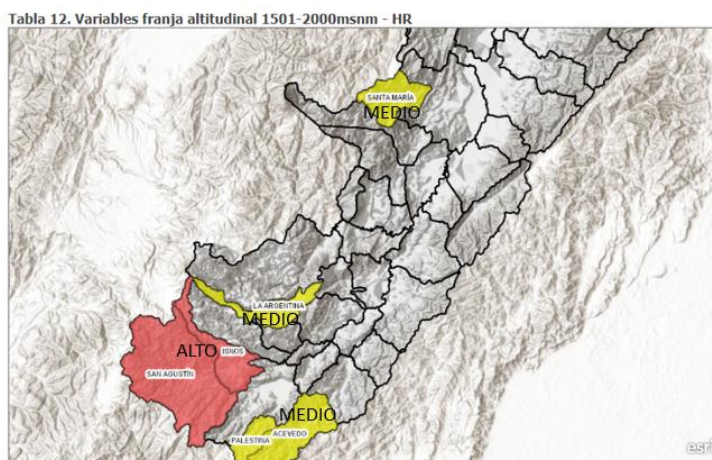 Tabla 12. Variables franja altitudinal 1501-2000msnm - HR
SANTA MARÍA
MEDIO
LA ARGENTINA
MEDIO
ALTO
ISNOS
SAN AGUSTÍN
MEDIO
ACEVEDO
PALESTINA
esri